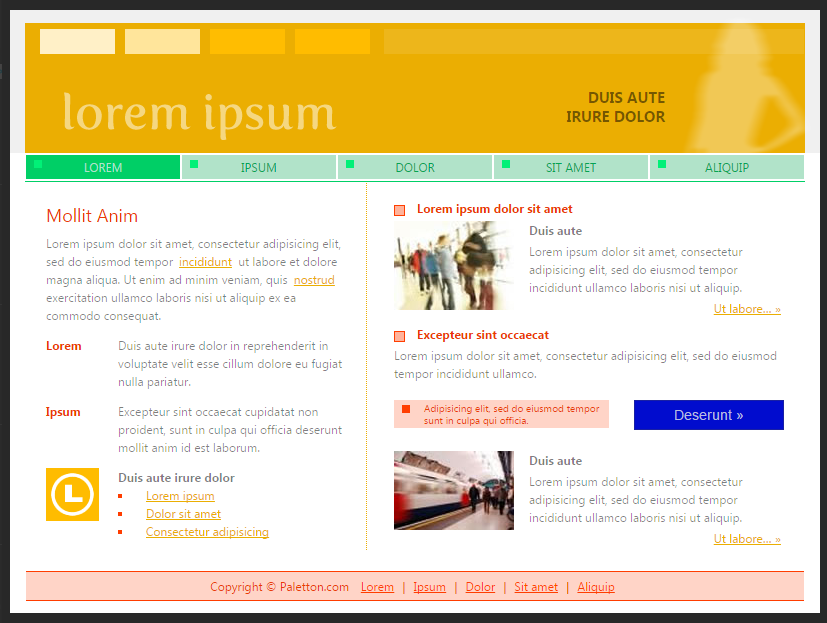 lorem ipsum
DUIS AUTE
IRURE DOLOR
LOREM
IPSUM
DOLOR
SIT AMET
ALIQUIP
Mollit Anim
Lorem ipsum dolor sit amet, consectetur adipisicing elit,
sed do eiusmod tempor incididunt ut labore et dolore
magna aliqua. Ut enim ad minim veniam, quis nostrud
exercitation ullamco laboris nisi ut aliquip ex ea
commodo consequat.
Lorem
Duis aute irure dolor in reprehenderit in
voluptate velit esse cillum dolore eu fugiat
nulla pariatur.
Ipsum
Excepteur sint occaecat cupidatat non
proident, sunt in culpa qui officia deserunt
mollit anim id est laborum.
Duis aute irure dolor
Lorem ipsum
Dolor sit amet
Consectetur adipisicing
Lorem ipsum dolor sit amet
Duis aute
Lorem ipsum dolor sit amet, consectetur
adipisicing elit, sed do eiusmod tempor
incididunt ut labore et aliquip.
Ut labore... »
Excepteur sint occaecat
Lorem ipsum dolor sit amet, consectetur adipisicing elit, sed do eiusmod
tempor incididunt ullamco.
Adipisicing elit, sed do eiusmod tempor
sunt in culpa qui officia.
Deserunt »
Duis aute
Lorem ipsum dolor sit amet, consectetur
adipisicing elit, sed do eiusmod tempor
incididunt ut laboris nisi ut aliquip.
Ut labore... »
Copyright © Paletton.com Lorem | Ipsum | Dolor | Sit amet | Aliquip